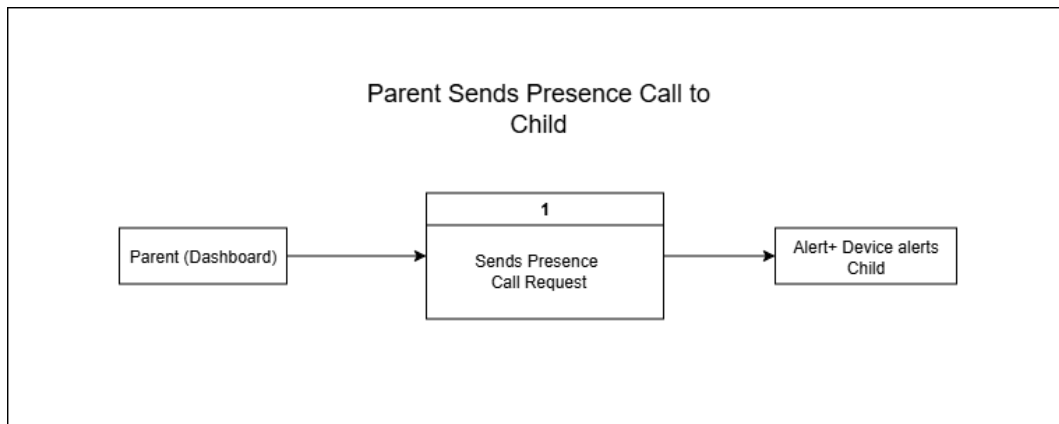 Parent Sends Presence Call to
Child
1
Parent (Dashboard)
Sends Presence
Call Request
Alert+ Device alerts
Child